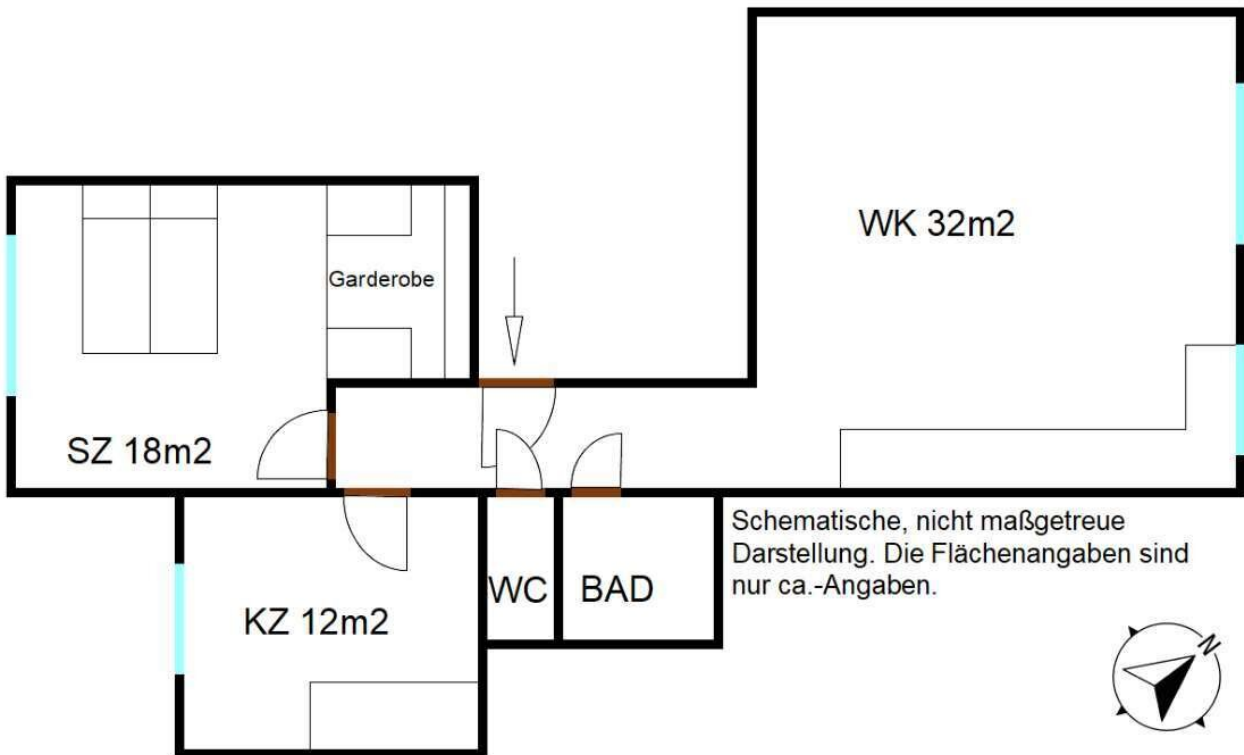 WK 32m2
Garderobe
SZ 18m2
Schematische, nicht maßgetreue
Darstellung. Die Flächenangaben sind
nur ca.-Angaben.
WC
BAD
KZ 12m2
N